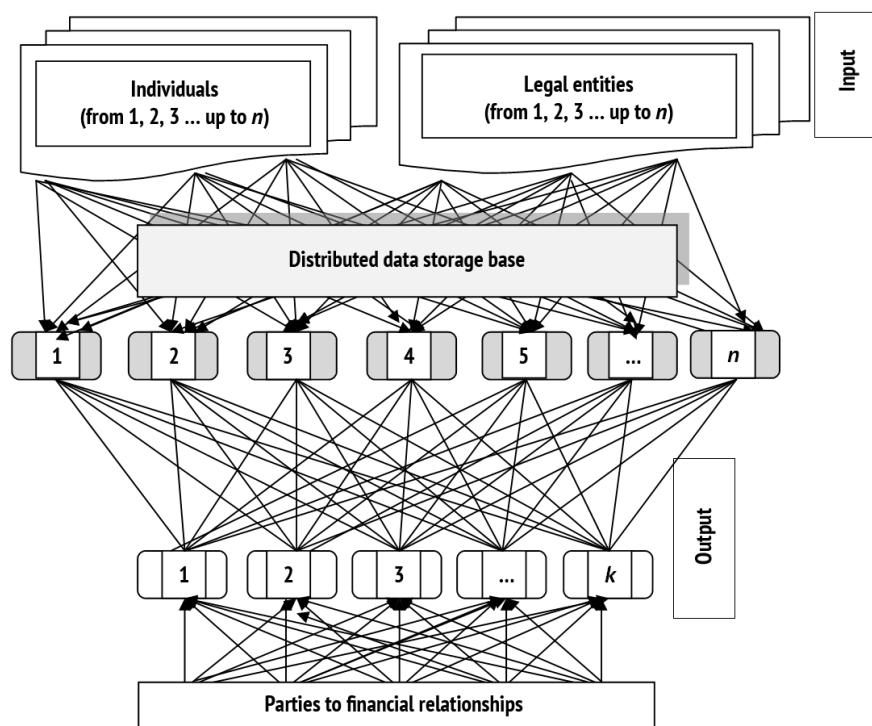 Individuals
(from 1, 2, 3 ... up to n)
Legal entities
(from 1, 2, 3 ... up to n)
Input
Distributed data storage base
1 2 3 4 5 ... n
Output
1 2 3 ... k
Parties to financial relationships